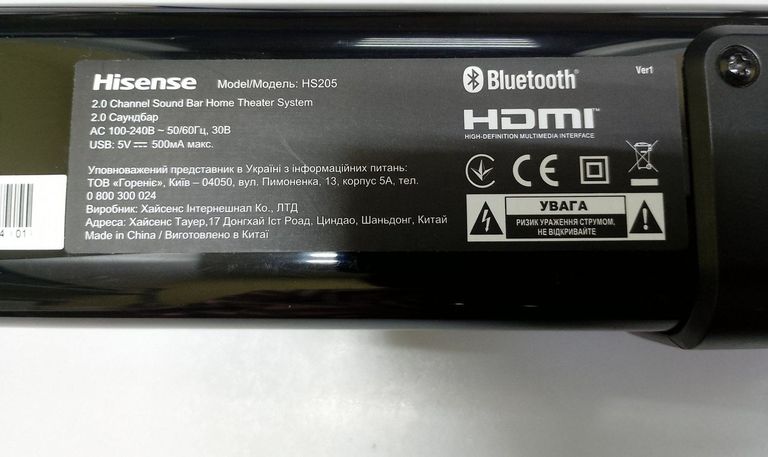 Hisense Model/Модель: HS205
2.0 Channel Sound Bar Home Theater System
2.0 Саундбар
AC 100-240В ~ 50/60Гц, 30В
USB: 5V ⎓ 500мА макс.
Уповноважений представник в Україні з інформаційних питань:
ТОВ «Гореніє», Київ – 04050, вул. Пимоненка, 13, корпус 5А, тел.
0 800 300 024
Виробник: Хайсенс Інтернешнал Ко., ЛТД
Адреса: Хайсенс Тауер,17 Донгхай Іст Роад, Циндао, Шаньдонг, Китай
Made in China / Виготовлено в Китаї
Bluetooth®
Ver1
HDMI™
HIGH-DEFINITION MULTIMEDIA INTERFACE
CE
УВАГА
РИЗИК УРАЖЕННЯ СТРУМОМ,
НЕ ВІДКРИВАЙТЕ
4 01